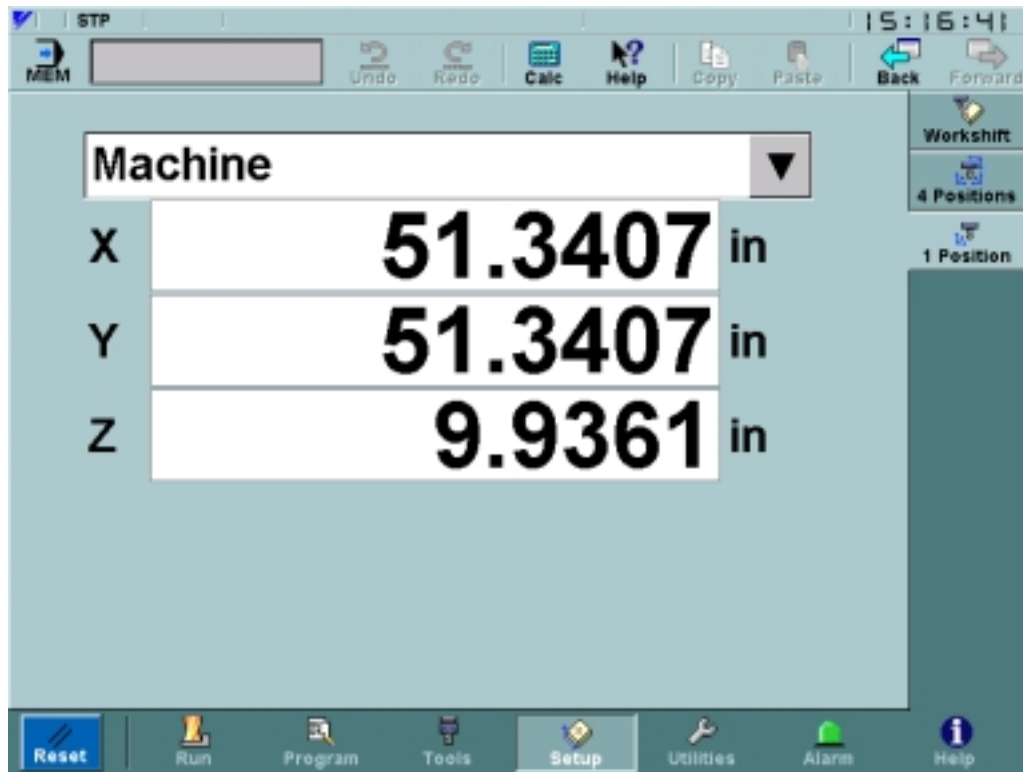 STP 15:16:41
MEM Undo Redo Calc Help Copy Paste Back Forward
Workshift
Machine ▼
4 Positions
X 51.3407 in
1 Position
Y 51.3407 in
Z 9.9361 in
Reset Run Program Tools Setup Utilities Alarm Help